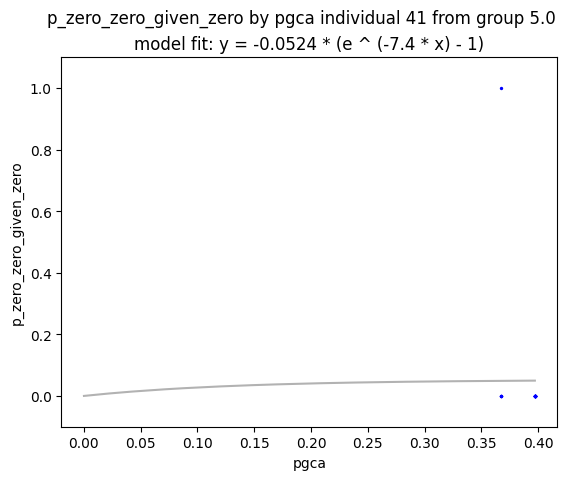 p_zero_zero_given_zero by pgca individual 41 from group 5.0
model fit: y = -0.0524 * (e ^ (-7.4 * x) - 1)
1.0
0.8
0.6
0.4
0.2
0.0
p_zero_zero_given_zero
0.00 0.05 0.10 0.15 0.20 0.25 0.30 0.35 0.40
pgca